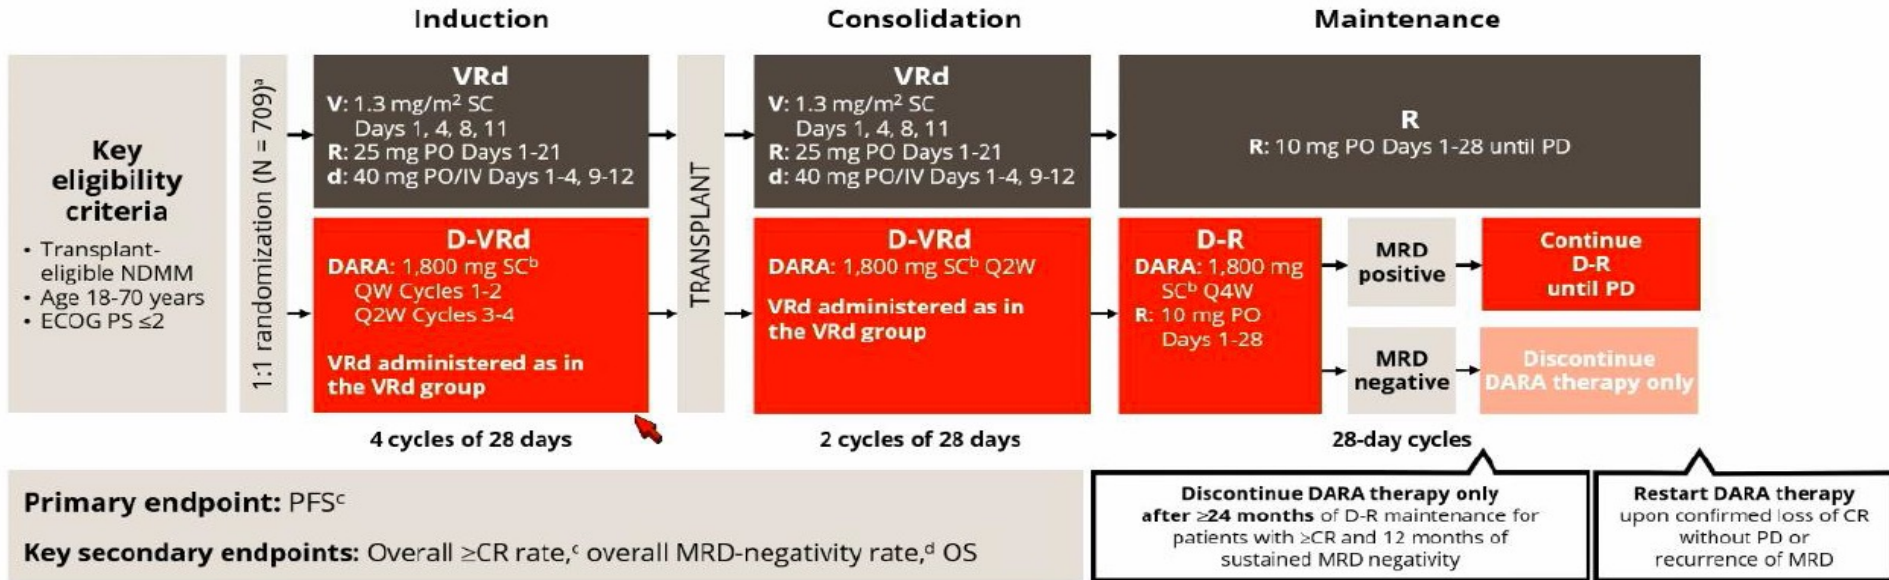 Induction
Consolidation
Maintenance
Key
eligibility
criteria
• Transplant-
eligible NDMM
• Age 18-70 years
• ECOG PS ≤2
1:1 randomization (N = 709)ᵃ
VRd
V: 1.3 mg/m² SC
Days 1, 4, 8, 11
R: 25 mg PO Days 1-21
d: 40 mg PO/IV Days 1-4, 9-12
D-VRd
DARA: 1,800 mg SCᵇ
QW Cycles 1-2
Q2W Cycles 3-4
VRd administered as in
the VRd group
4 cycles of 28 days
TRANSPLANT
VRd
V: 1.3 mg/m² SC
Days 1, 4, 8, 11
R: 25 mg PO Days 1-21
d: 40 mg PO/IV Days 1-4, 9-12
D-VRd
DARA: 1,800 mg SCᵇ Q2W
VRd administered as in
the VRd group
2 cycles of 28 days
R
R: 10 mg PO Days 1-28 until PD
D-R
DARA: 1,800 mg
SCᵇ Q4W
R: 10 mg PO
Days 1-28
MRD
positive
Continue
D-R
until PD
MRD
negative
Discontinue
DARA therapy only
28-day cycles
Primary endpoint: PFSᶜ
Key secondary endpoints: Overall ≥CR rate,ᶜ overall MRD-negativity rate,ᵈ OS
Discontinue DARA therapy only
after ≥24 months of D-R maintenance for
patients with ≥CR and 12 months of
sustained MRD negativity
Restart DARA therapy
upon confirmed loss of CR
without PD or
recurrence of MRD